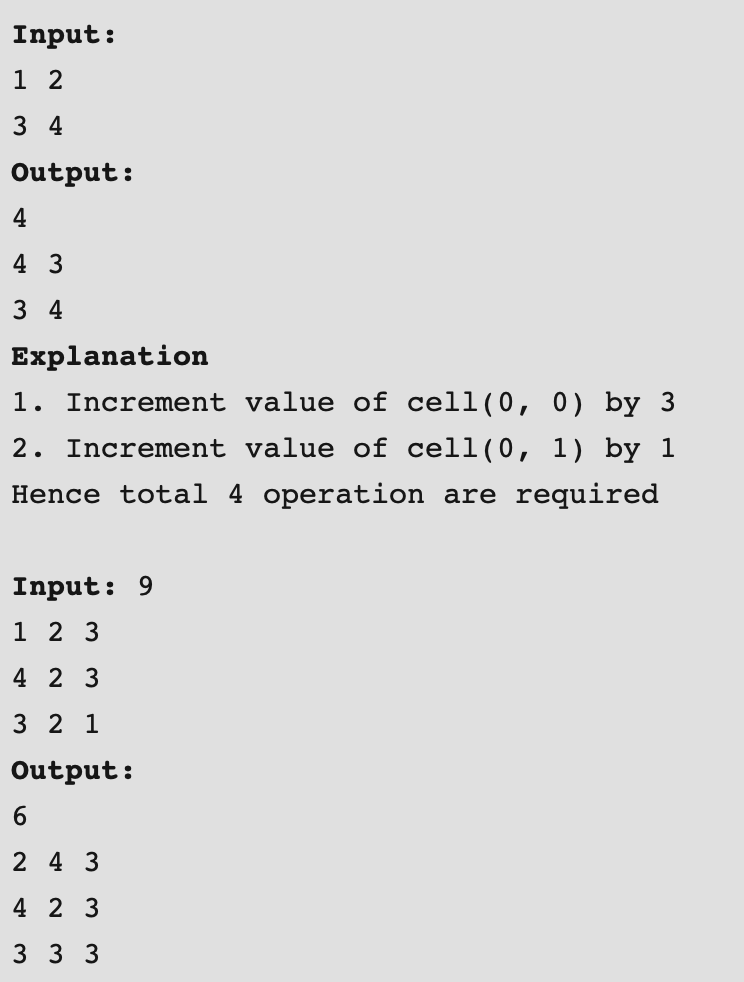 Input:
1 2
3 4
Output:
4
4 3
3 4
Explanation
1. Increment value of cell(0, 0) by 3
2. Increment value of cell(0, 1) by 1
Hence total 4 operation are required
Input: 9
1 2 3
4 2 3
3 2 1
Output:
6
2 4 3
4 2 3
3 3 3